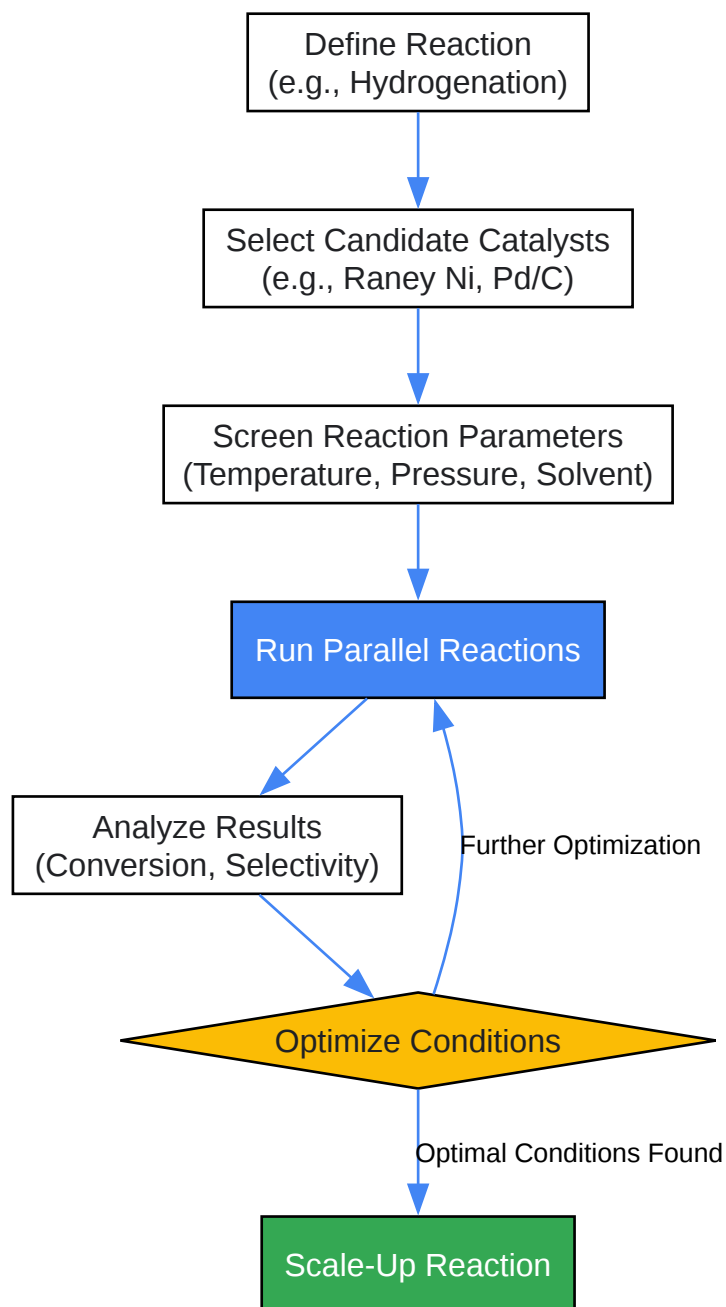 Define Reaction
(e.g., Hydrogenation)
Select Candidate Catalysts
(e.g., Raney Ni, Pd/C)
Screen Reaction Parameters
(Temperature, Pressure, Solvent)
Run Parallel Reactions
Analyze Results
(Conversion, Selectivity)
Further Optimization
Optimize Conditions
Optimal Conditions Found
Scale-Up Reaction